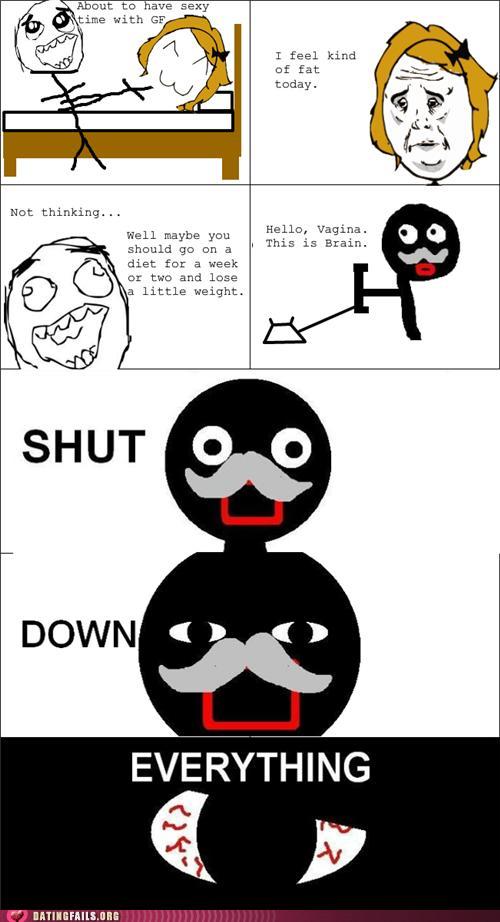 About to have sexy
time with GF
I feel kind
of fat
today.
Not thinking...
Well maybe you
should go on a
diet for a week
or two and lose
a little weight.
Hello, Vagina.
This is Brain.
SHUT
DOWN
EVERYTHING
DATINGFAILS.ORG